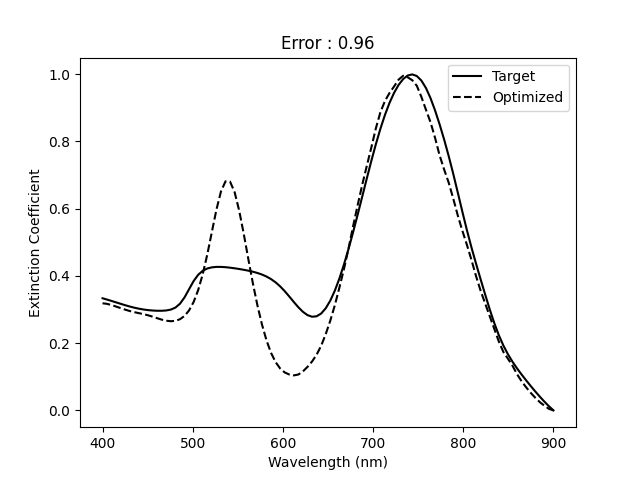 Error : 0.96
Target
Optimized
1.0
0.8
0.6
0.4
0.2
0.0
Extinction Coefficient
400 500 600 700 800 900
Wavelength (nm)